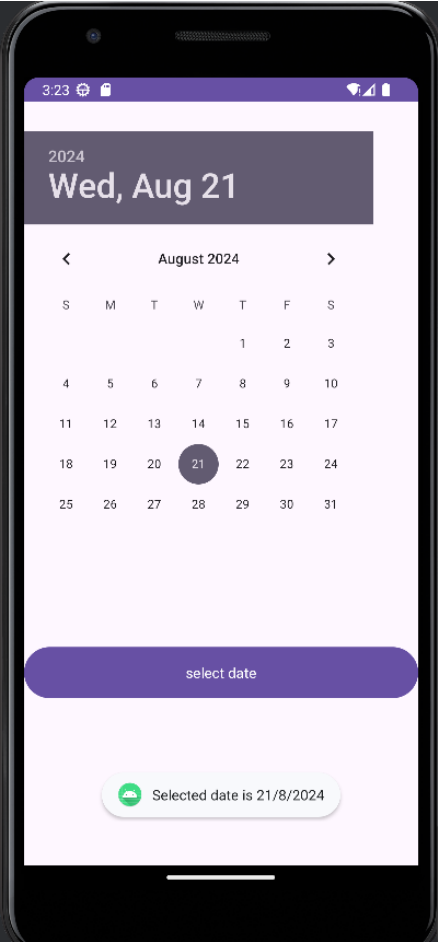 3:23
2024
Wed, Aug 21
August 2024
S M T W T F S
1 2 3
4 5 6 7 8 9 10
11 12 13 14 15 16 17
18 19 20 21 22 23 24
25 26 27 28 29 30 31
select date
Selected date is 21/8/2024